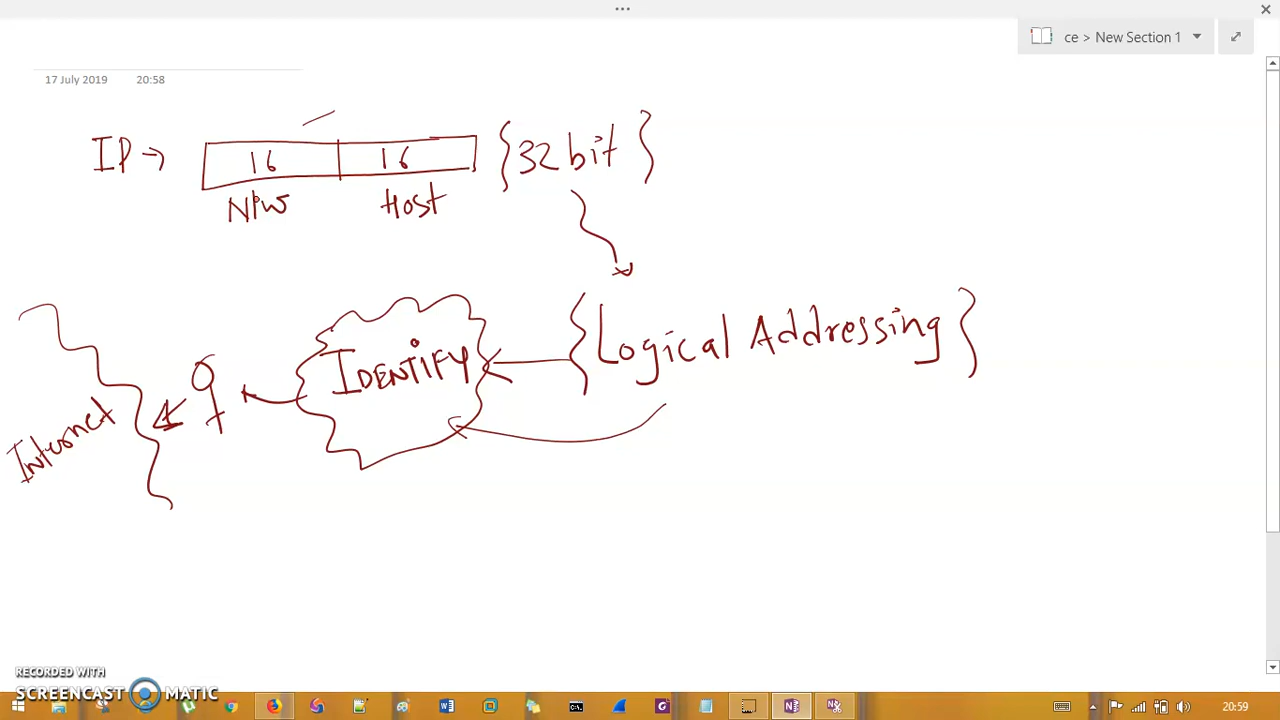 ce > New Section 1
17 July 2019 20:58
IP → 16 16 {32 bit}
N/w Host
{Logical Addressing}
IDENTIFY
Internet
RECORDED WITH
SCREENCAST MATIC
20:59